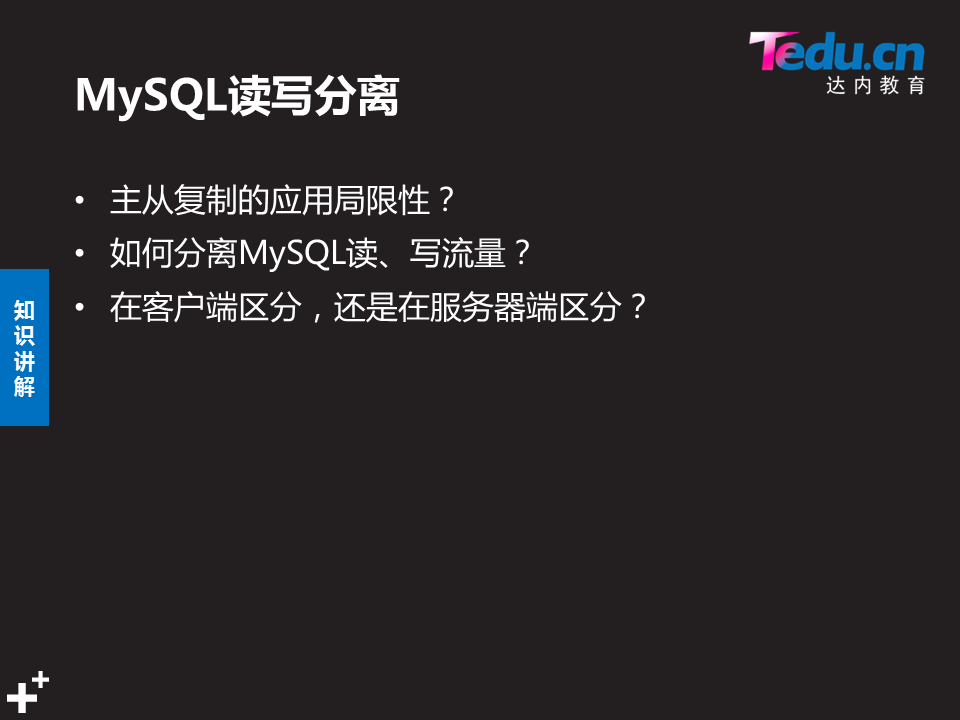 Tedu.cn
达内教育
MySQL读写分离
• 主从复制的应用局限性？
• 如何分离MySQL读、写流量？
• 在客户端区分，还是在服务器端区分？
知
识
讲
解